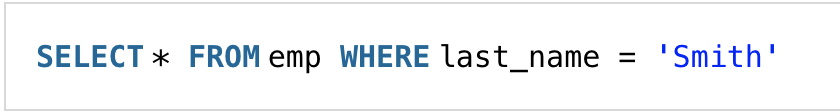 SELECT * FROM emp WHERE last_name = 'Smith'